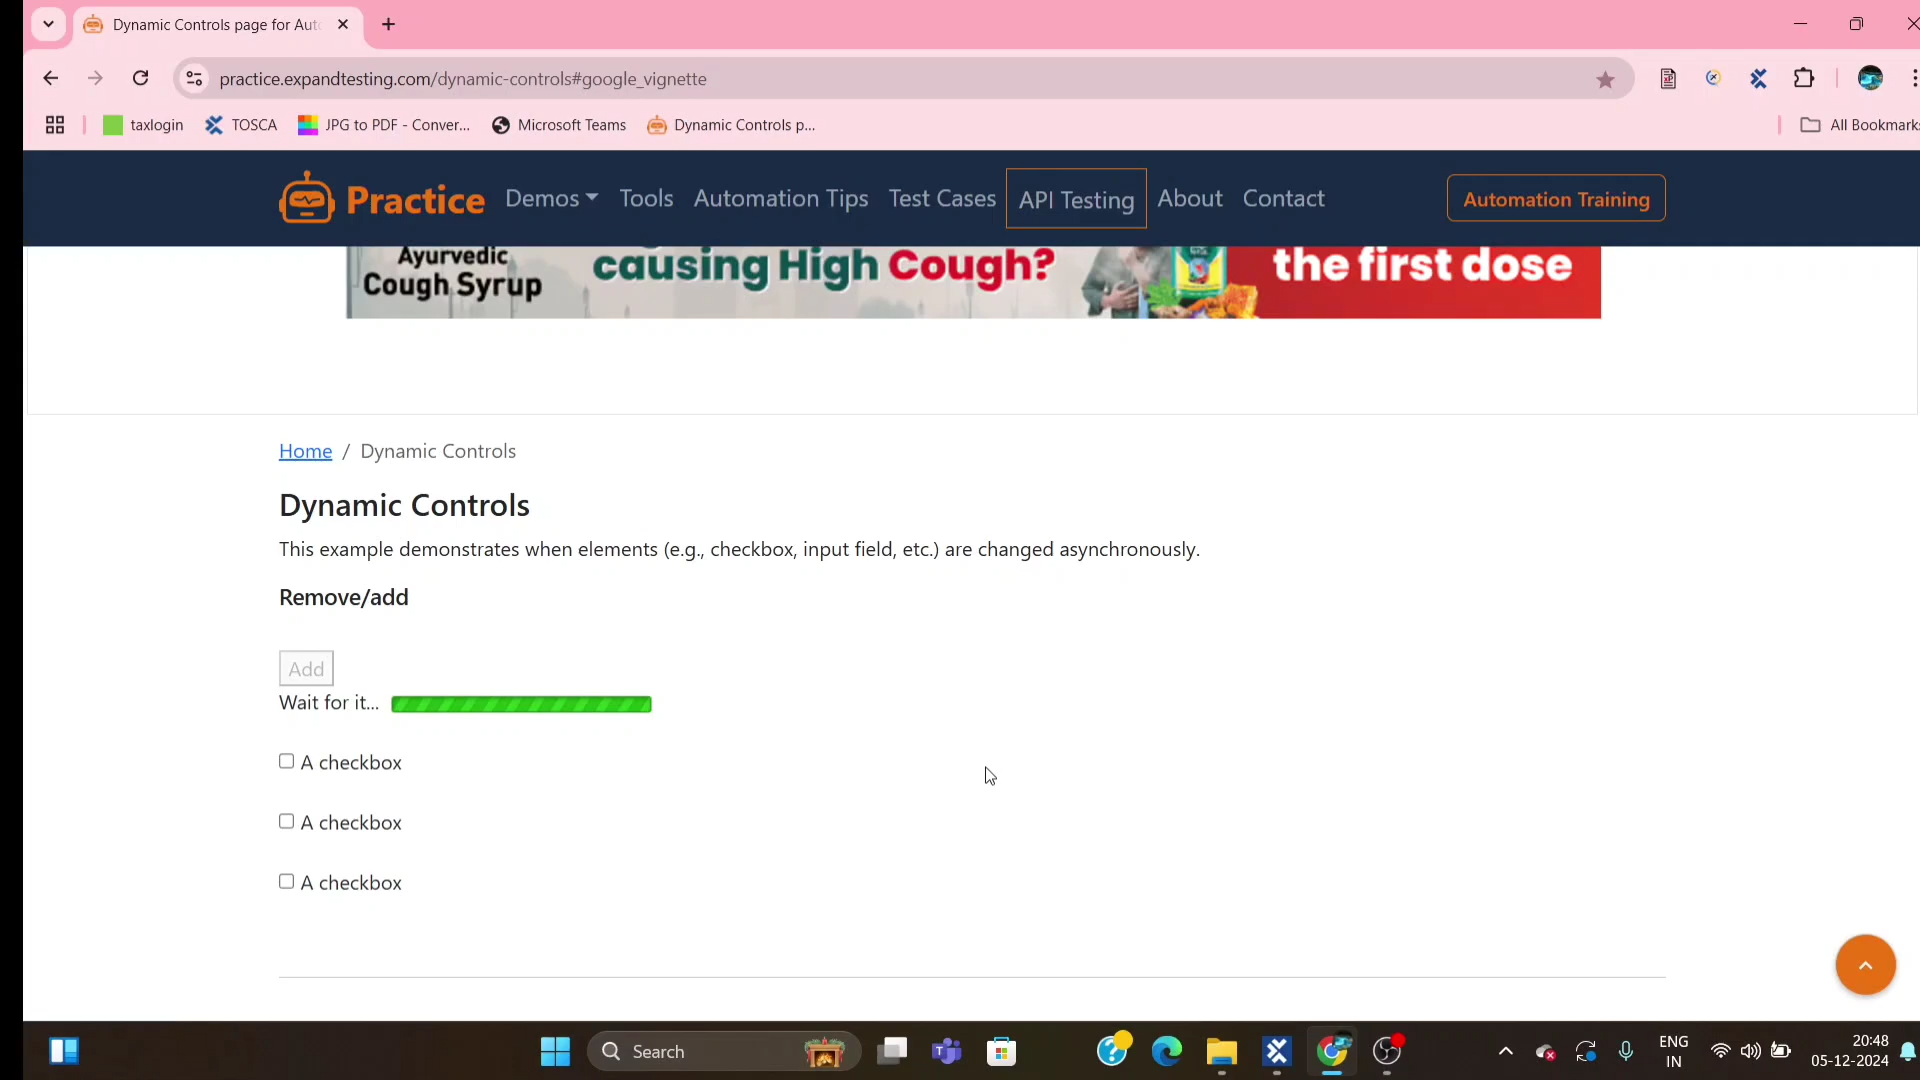 Dynamic Controls page for Aut
practice.expandtesting.com/dynamic-controls#google_vignette
taxlogin
TOSCA
JPG to PDF - Conver...
Microsoft Teams
Dynamic Controls p...
All Bookmarks
Practice
Demos
Tools
Automation Tips
Test Cases
API Testing
About
Contact
Automation Training
Ayurvedic
Cough Syrup
causing High Cough?
the first dose
Home / Dynamic Controls
Dynamic Controls
This example demonstrates when elements (e.g., checkbox, input field, etc.) are changed asynchronously.
Remove/add
Add
Wait for it...
A checkbox
A checkbox
A checkbox
Search
ENG
IN
20:48
05-12-2024